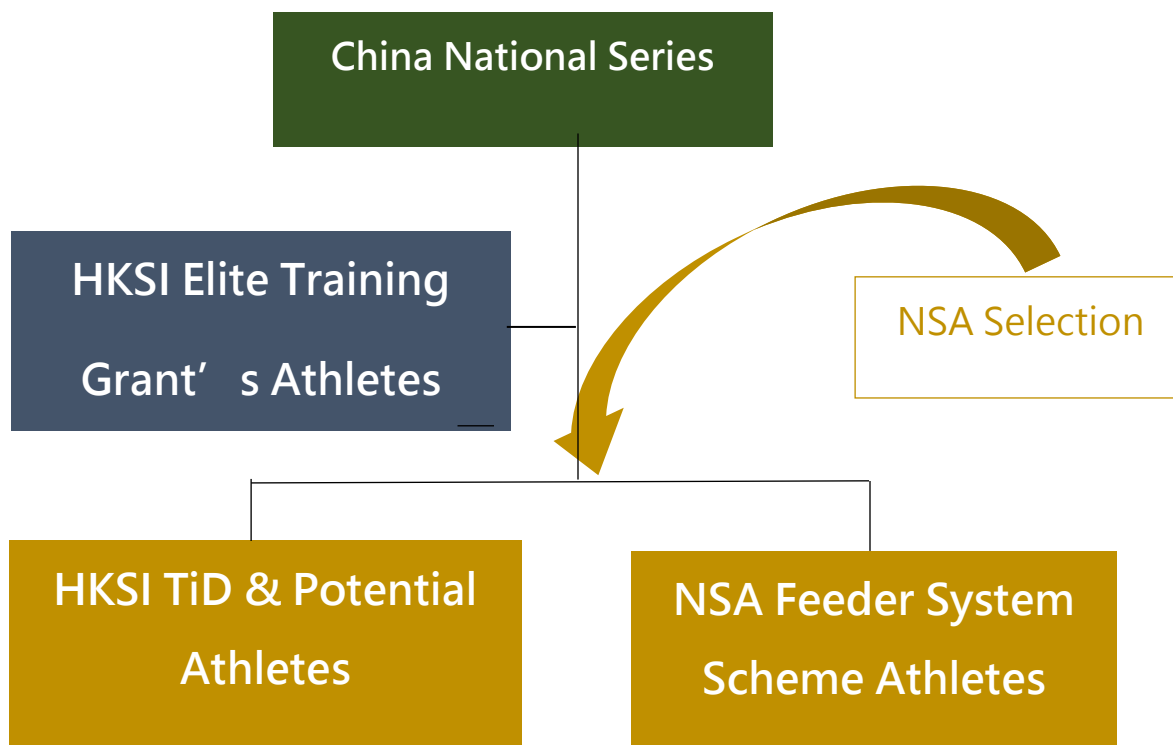 China National Series
HKSI Elite Training
Grant’s Athletes
NSA Selection
HKSI TiD & Potential
Athletes
NSA Feeder System
Scheme Athletes